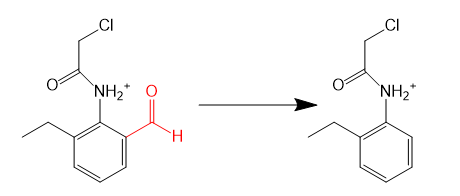 Cl Cl
O O O
NH2+ NH2+
H